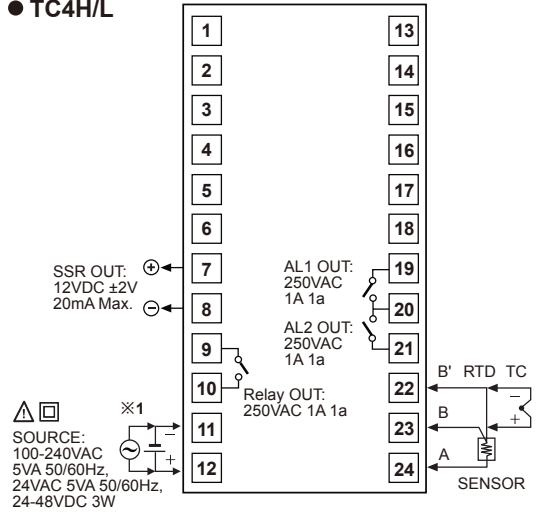 ● TC4H/L
1
13
2
14
3
15
4
16
5
17
6
18
SSR OUT:
12VDC ±2V
20mA Max.
+
−
7
8
AL1 OUT:
250VAC
1A 1a
19
20
AL2 OUT:
250VAC
1A 1a
21
9
10
Relay OUT:
250VAC 1A 1a
B' RTD TC
22
−
+
B
23
A
24
SENSOR
※1
11
−
+
12
SOURCE:
100-240VAC
5VA 50/60Hz,
24VAC 5VA 50/60Hz,
24-48VDC 3W